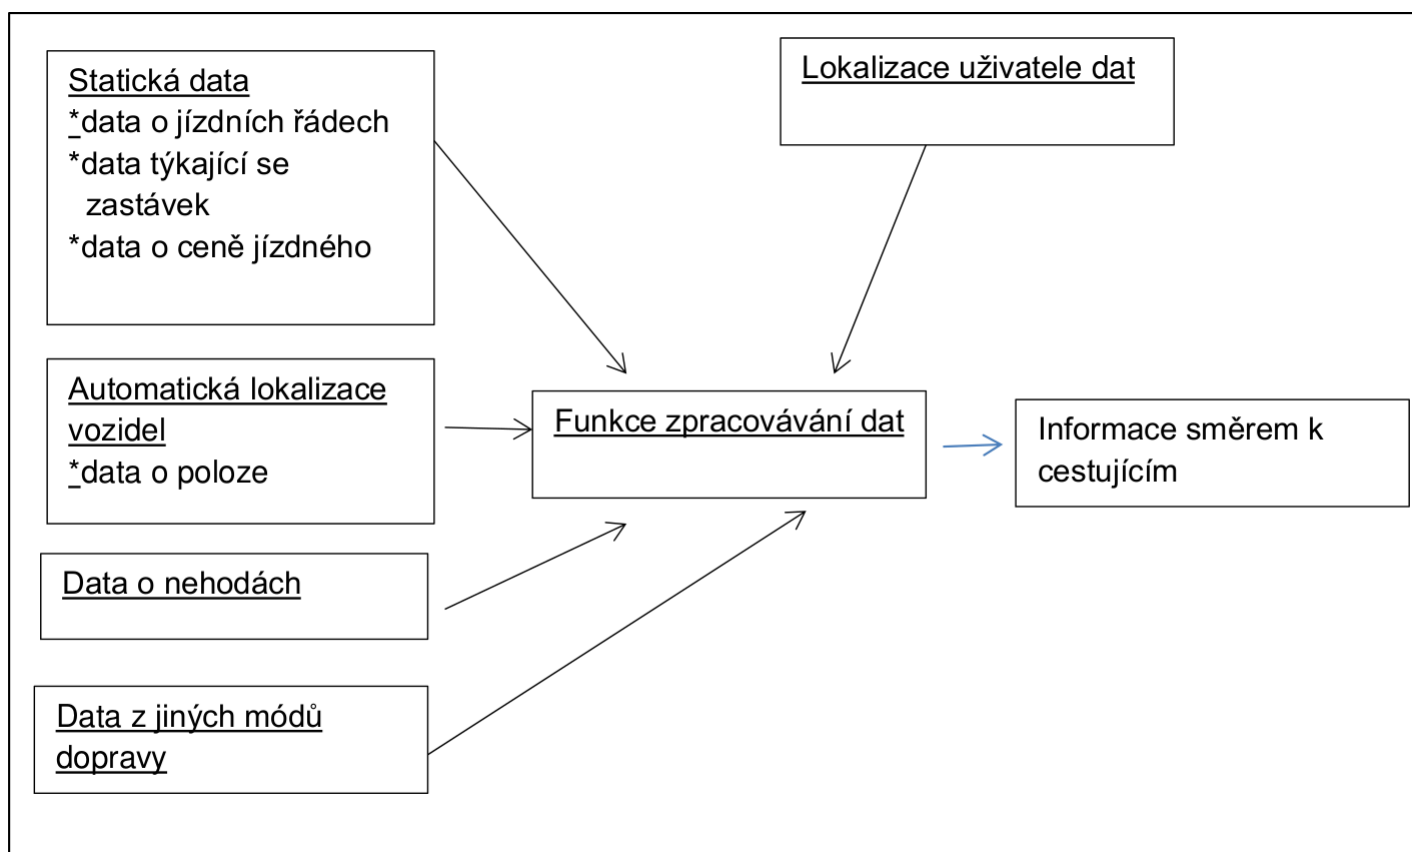 Statická data
*data o jízdních řádech
*data týkající se
zastávek
*data o ceně jízdného
Lokalizace uživatele dat
Automatická lokalizace
vozidel
*data o poloze
Funkce zpracovávání dat
Informace směrem k
cestujícím
Data o nehodách
Data z jiných módů
dopravy